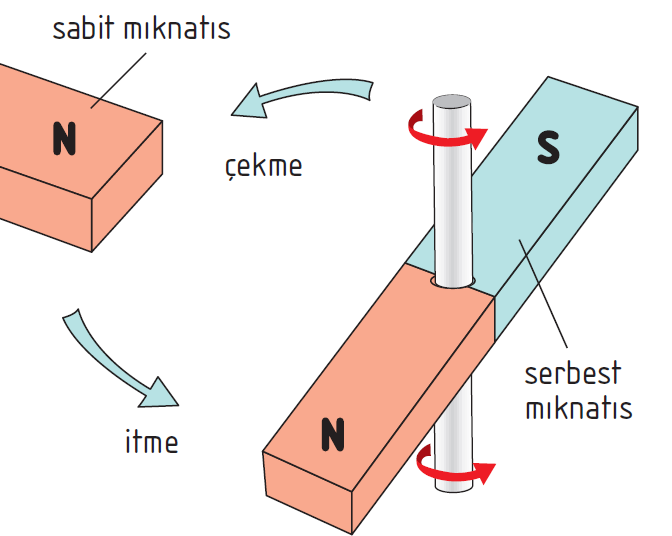 sabit mıknatıs
N
S
çekme
serbest
mıknatıs
N
itme